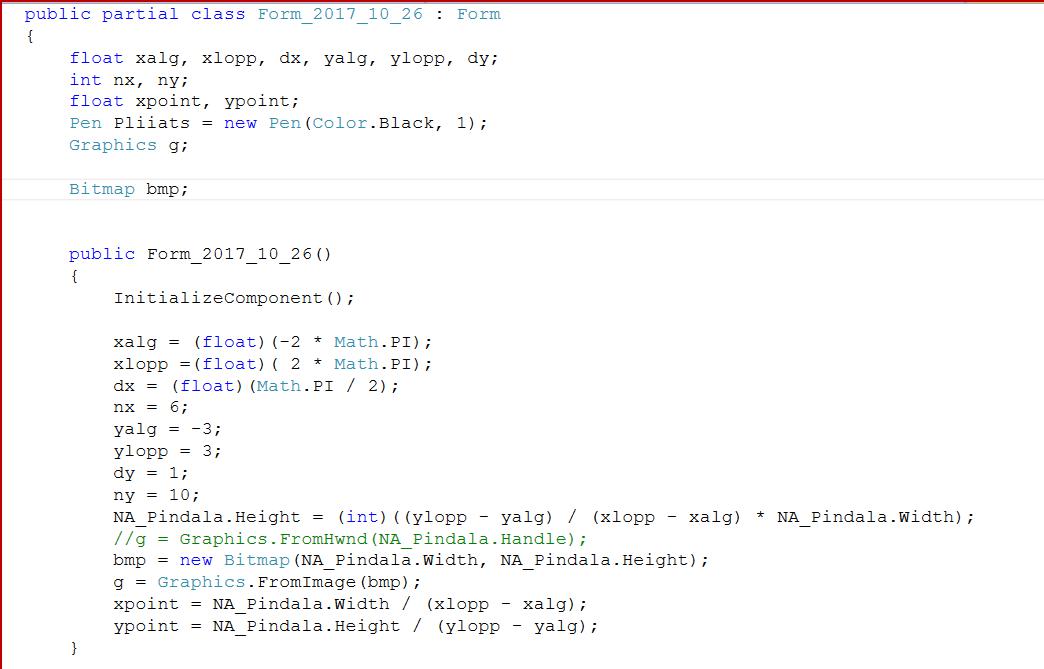 public partial class Form_2017_10_26 : Form
{
    float xalg, xlopp, dx, yalg, ylopp, dy;
    int nx, ny;
    float xpoint, ypoint;
    Pen Pliiats = new Pen(Color.Black, 1);
    Graphics g;
    Bitmap bmp;
    public Form_2017_10_26()
    {
        InitializeComponent();
        xalg = (float)(-2 * Math.PI);
        xlopp =(float)( 2 * Math.PI);
        dx = (float)(Math.PI / 2);
        nx = 6;
        yalg = -3;
        ylopp = 3;
        dy = 1;
        ny = 10;
        NA_Pindala.Height = (int)((ylopp - yalg) / (xlopp - xalg) * NA_Pindala.Width);
        //g = Graphics.FromHwnd(NA_Pindala.Handle);
        bmp = new Bitmap(NA_Pindala.Width, NA_Pindala.Height);
        g = Graphics.FromImage(bmp);
        xpoint = NA_Pindala.Width / (xlopp - xalg);
        ypoint = NA_Pindala.Height / (ylopp - yalg);
    }